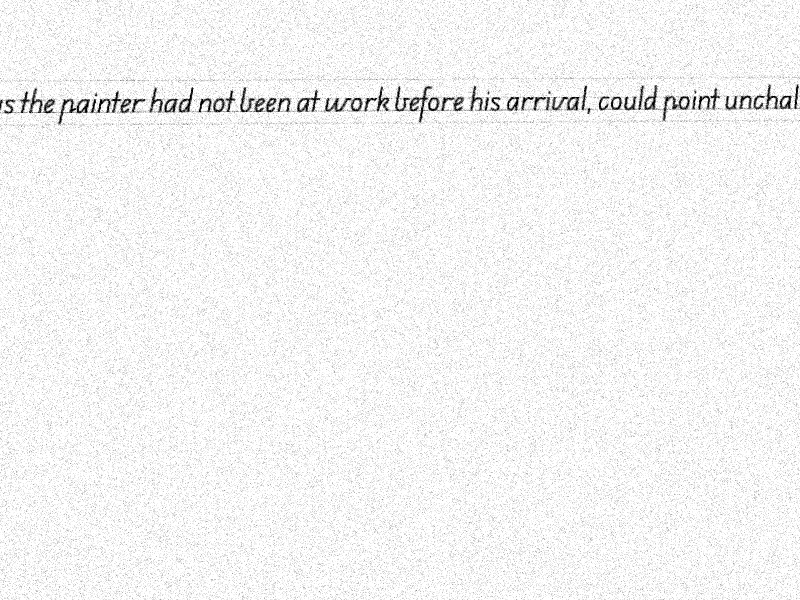 the painter had not been at work before his arrival, could point